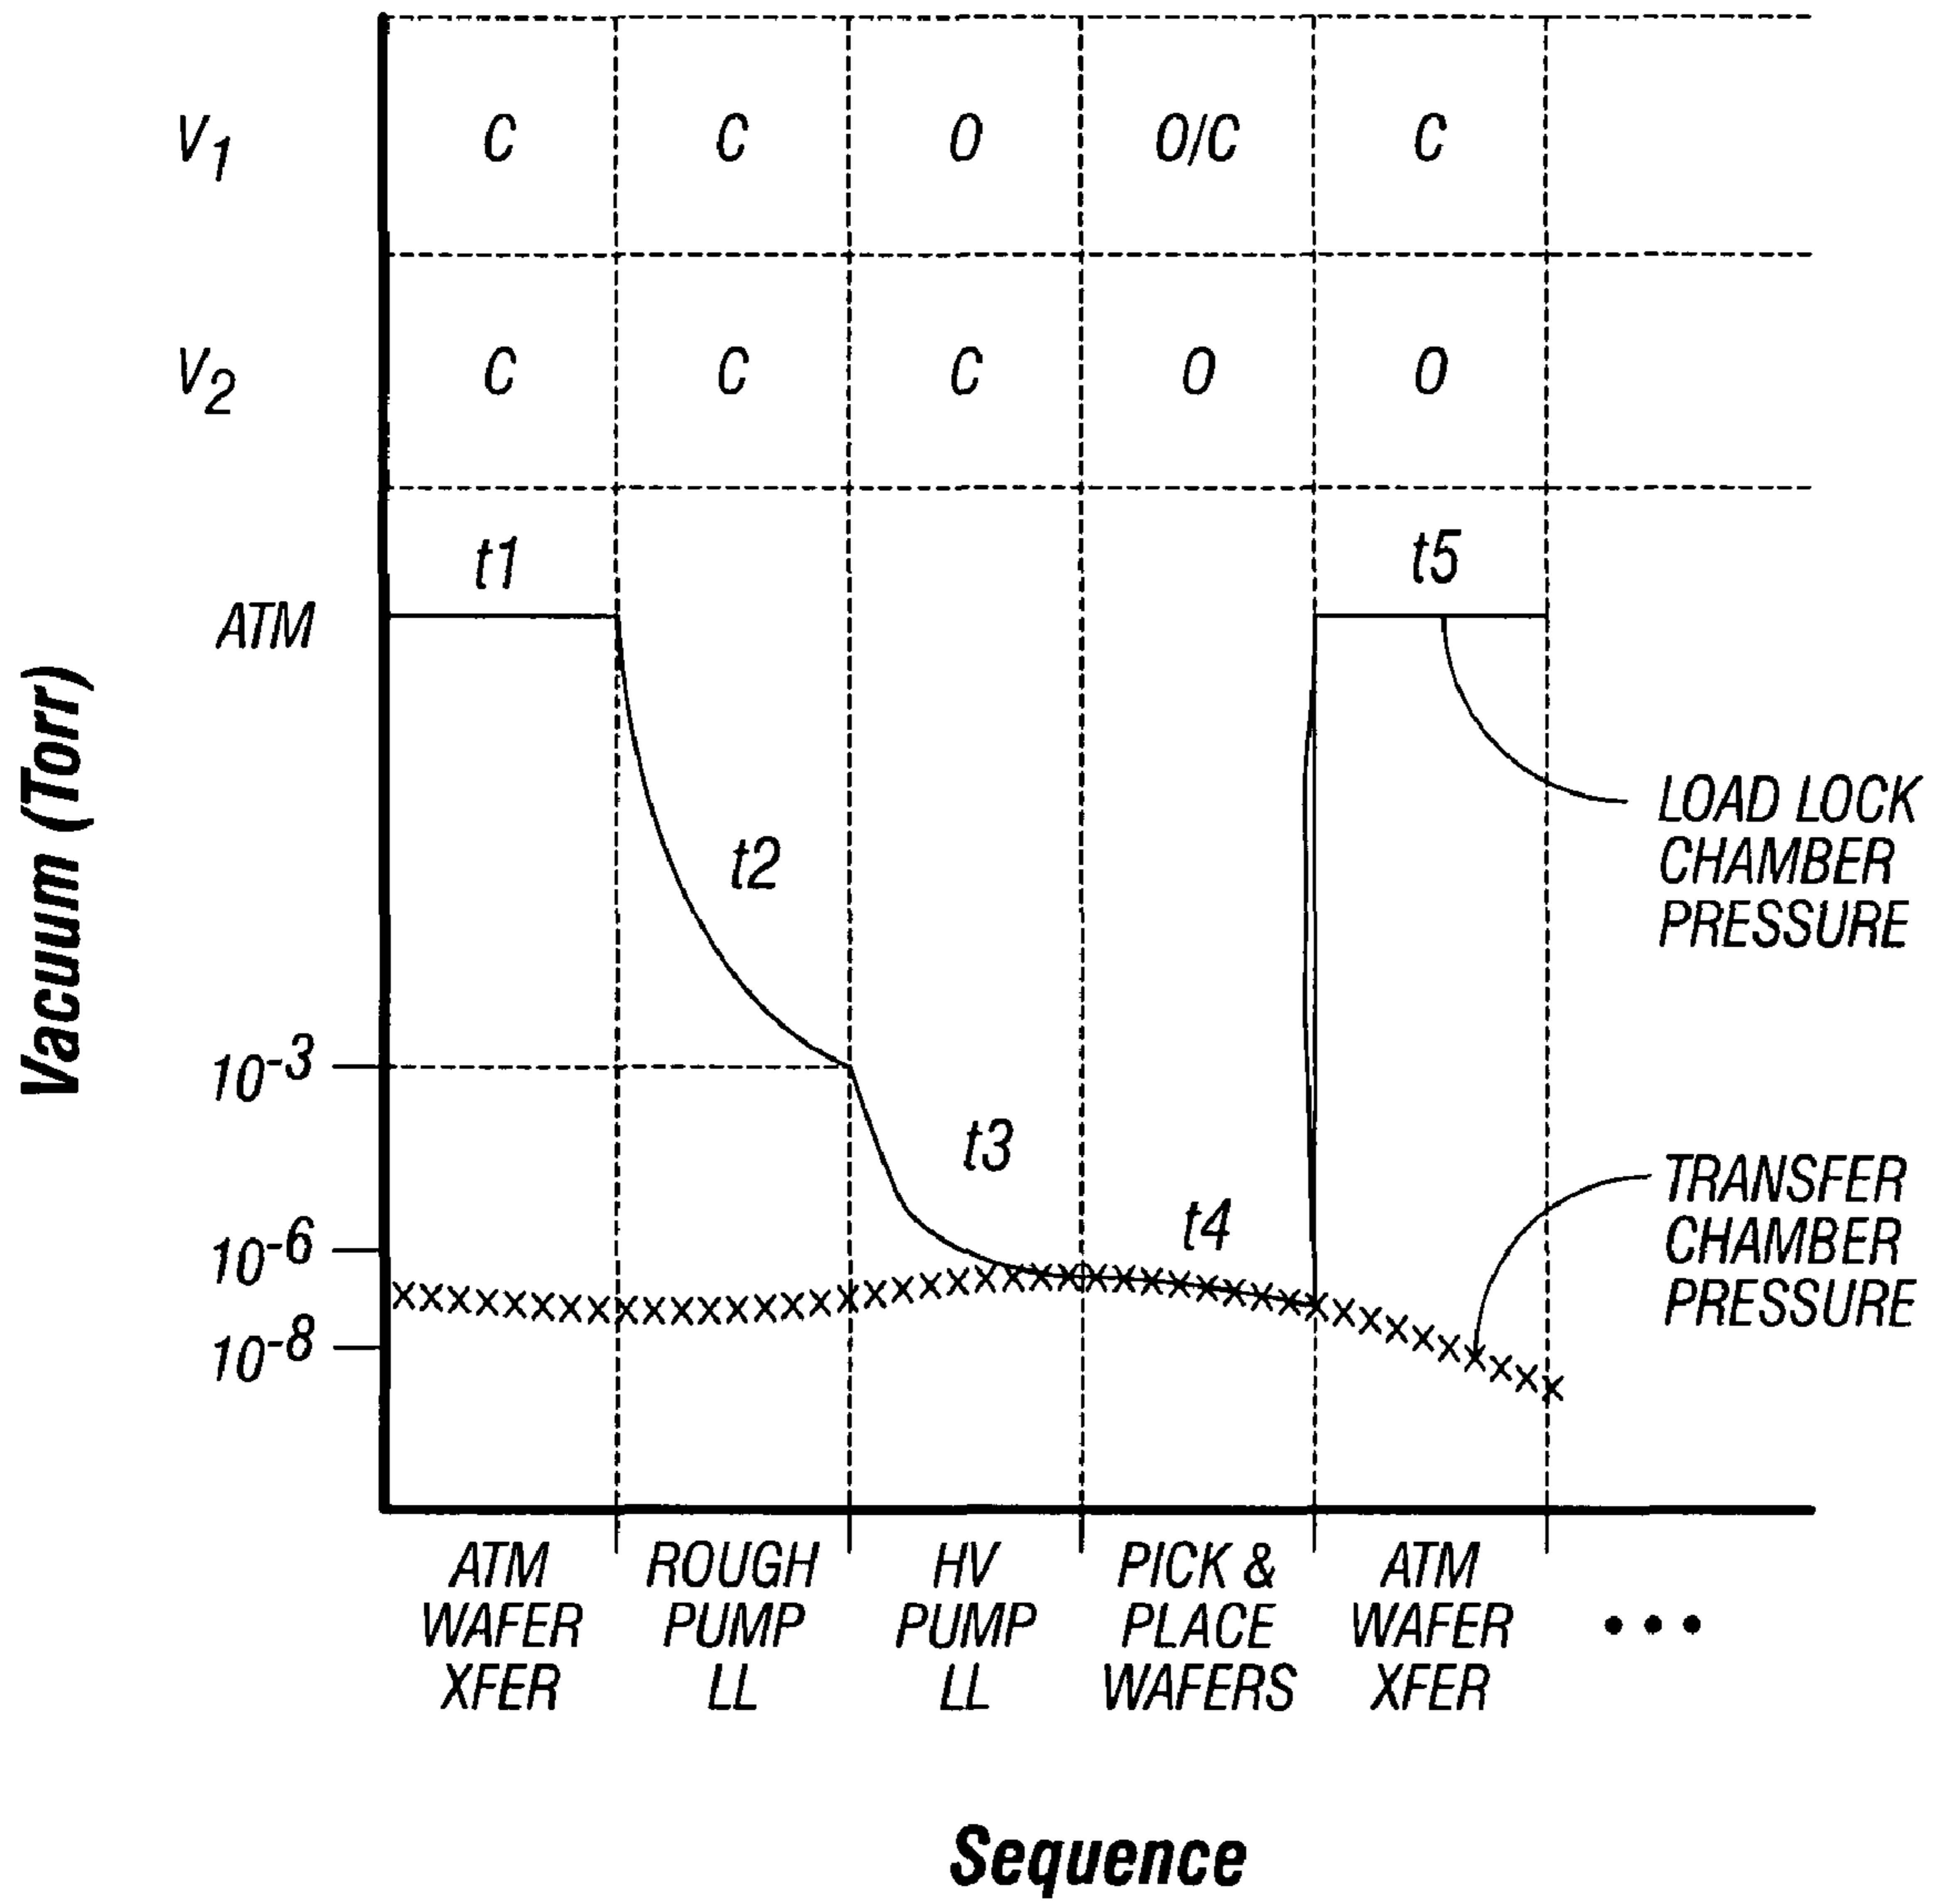 V1 C C O O/C C
V2 C C C O O
t1
t5
ATM
Vacuum (Torr)
LOAD LOCK
CHAMBER
PRESSURE
t2
10-3
t3
TRANSFER
CHAMBER
PRESSURE
t4
10-6
10-8
ATM
WAFER
XFER
ROUGH
PUMP
LL
HV
PUMP
LL
PICK &
PLACE
WAFERS
ATM
WAFER
XFER
•••
Sequence